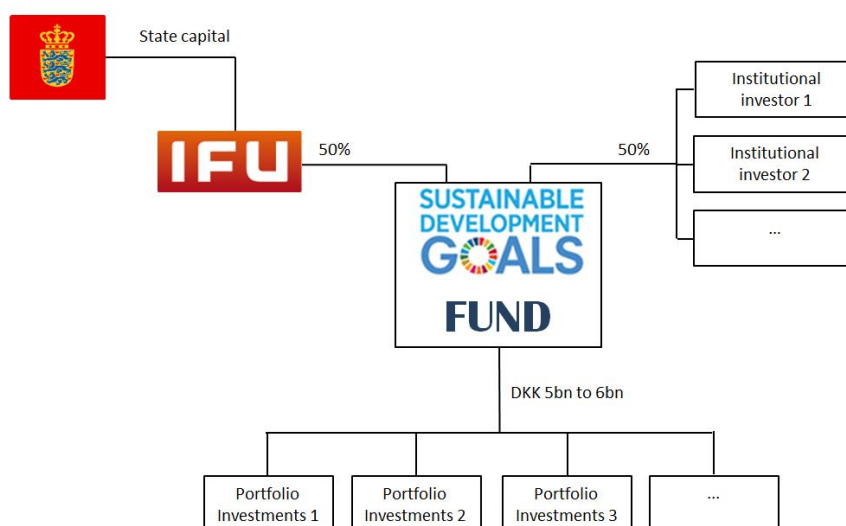 State capital
IFU
50%
50%
Institutional
investor 1
Institutional
investor 2
...
SUSTAINABLE
DEVELOPMENT
GOALS
FUND
DKK 5bn to 6bn
Portfolio
Investments 1
Portfolio
Investments 2
Portfolio
Investments 3
...